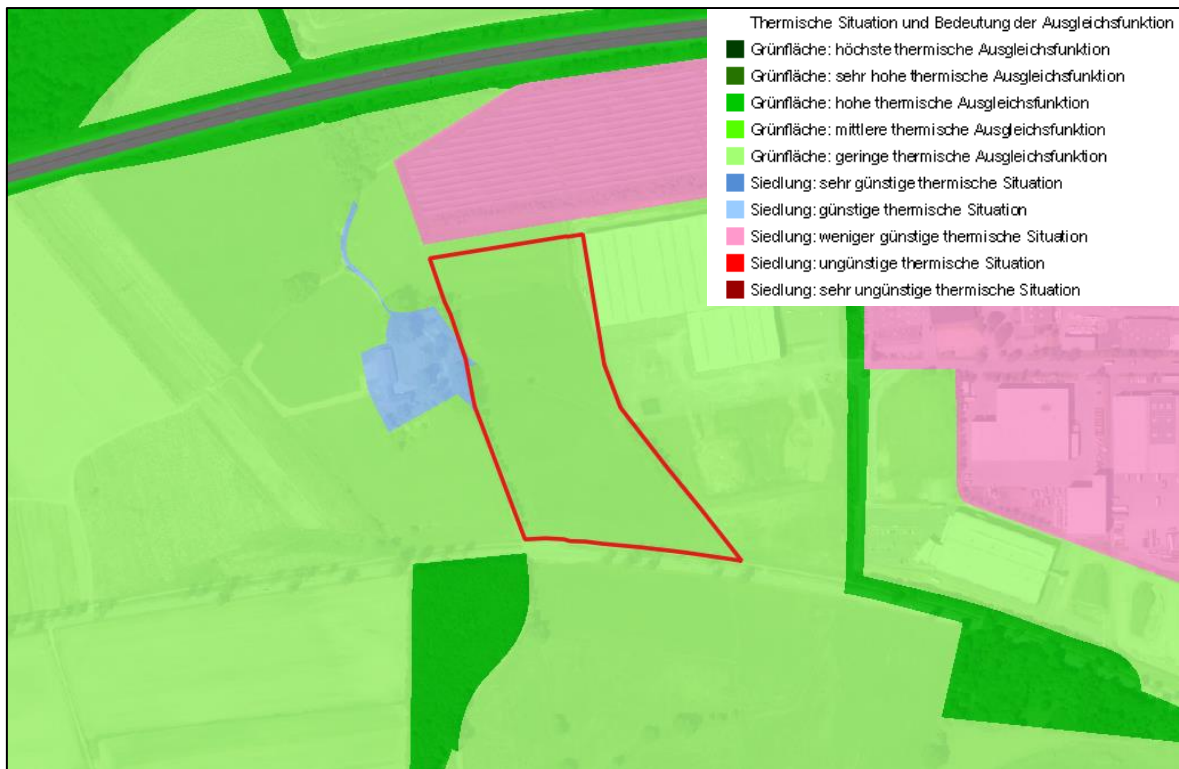 Thermische Situation und Bedeutung der Ausgleichsfunktion
Grünfläche: höchste thermische Ausgleichsfunktion
Grünfläche: sehr hohe thermische Ausgleichsfunktion
Grünfläche: hohe thermische Ausgleichsfunktion
Grünfläche: mittlere thermische Ausgleichsfunktion
Grünfläche: geringe thermische Ausgleichsfunktion
Siedlung: sehr günstige thermische Situation
Siedlung: günstige thermische Situation
Siedlung: weniger günstige thermische Situation
Siedlung: ungünstige thermische Situation
Siedlung: sehr ungünstige thermische Situation